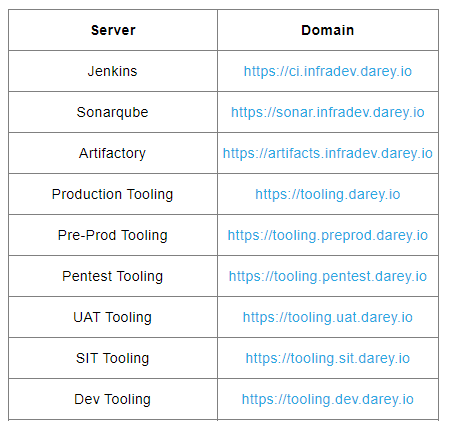 Server Domain
Jenkins https://ci.infradev.darey.io
Sonarqube https://sonar.infradev.darey.io
Artifactory https://artifacts.infradev.darey.io
Production Tooling https://tooling.darey.io
Pre-Prod Tooling https://tooling.preprod.darey.io
Pentest Tooling https://tooling.pentest.darey.io
UAT Tooling https://tooling.uat.darey.io
SIT Tooling https://tooling.sit.darey.io
Dev Tooling https://tooling.dev.darey.io